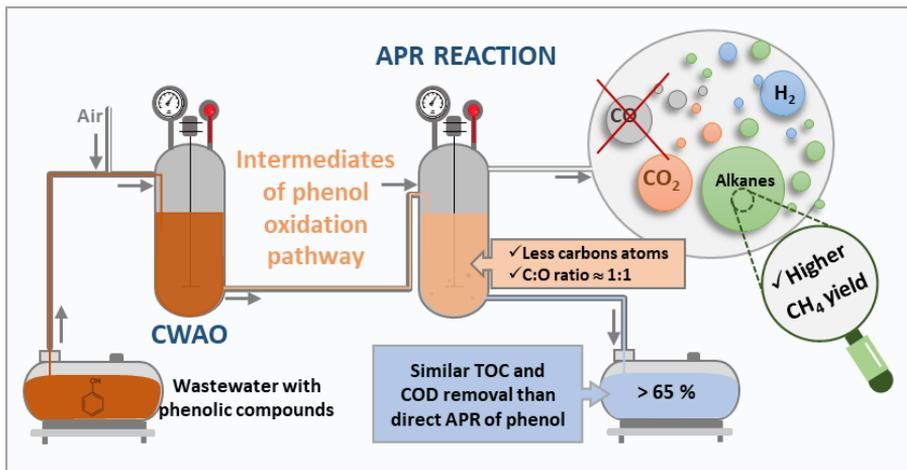 APR REACTION
Air
Intermediates
of phenol
oxidation
pathway
CO
H2
CO2
Alkanes
✓Less carbons atoms
✓C:O ratio ≈ 1:1
✓Higher
CH4 yield
CWAO
OH
Wastewater with
phenolic compounds
Similar TOC and
COD removal than
direct APR of phenol
> 65 %